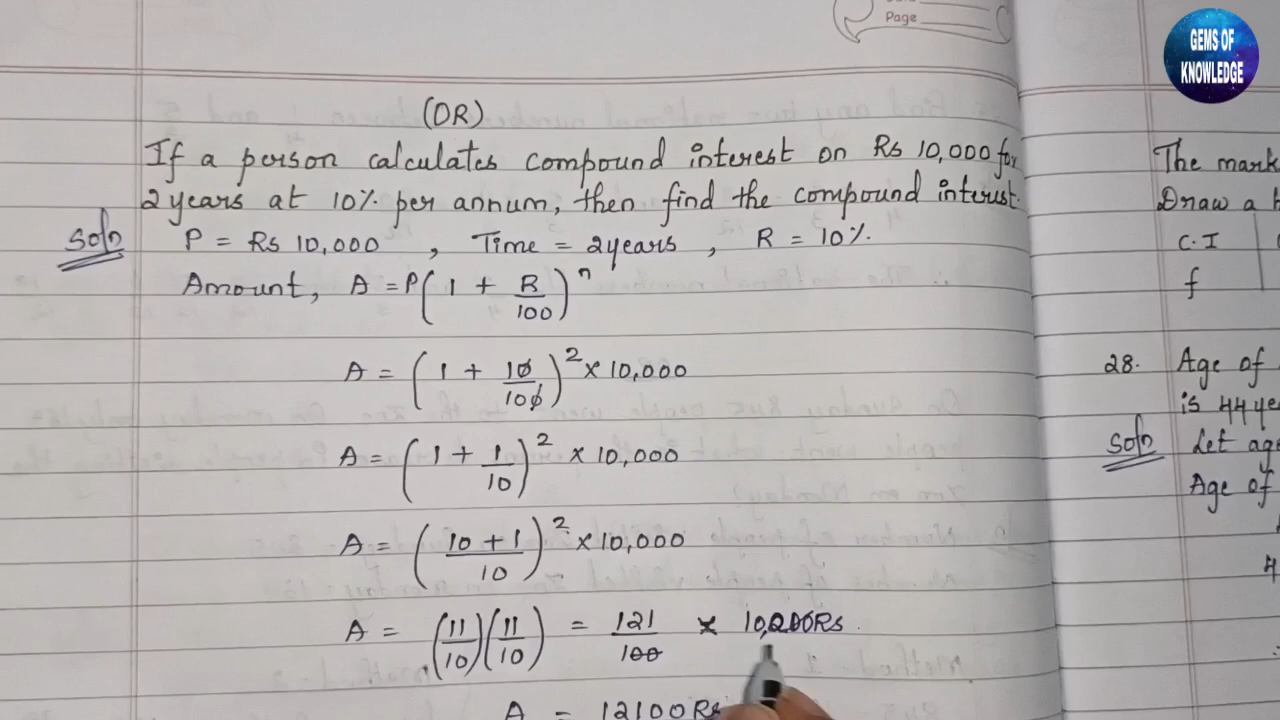 Page
GEMS OF
KNOWLEDGE
(OR)
If a person calculates compound interest on Rs 10,000 for
2 years at 10% per annum, then find the compound interest.
Soln
P = Rs 10,000 , Time = 2 years , R = 10%.
Amount, A = P(1 + R/100)^n
A = (1 + 10/100)^2 × 10,000
A = (1 + 1/10)^2 × 10,000
A = (10 + 1/10)^2 × 10,000
A = (11/10)(11/10) = 121/100 × 10,000Rs
A = 12100Rs
The mark
Draw a
C.I
f
28. Age of
is 44 ye
Soln Let ag
Age of
4